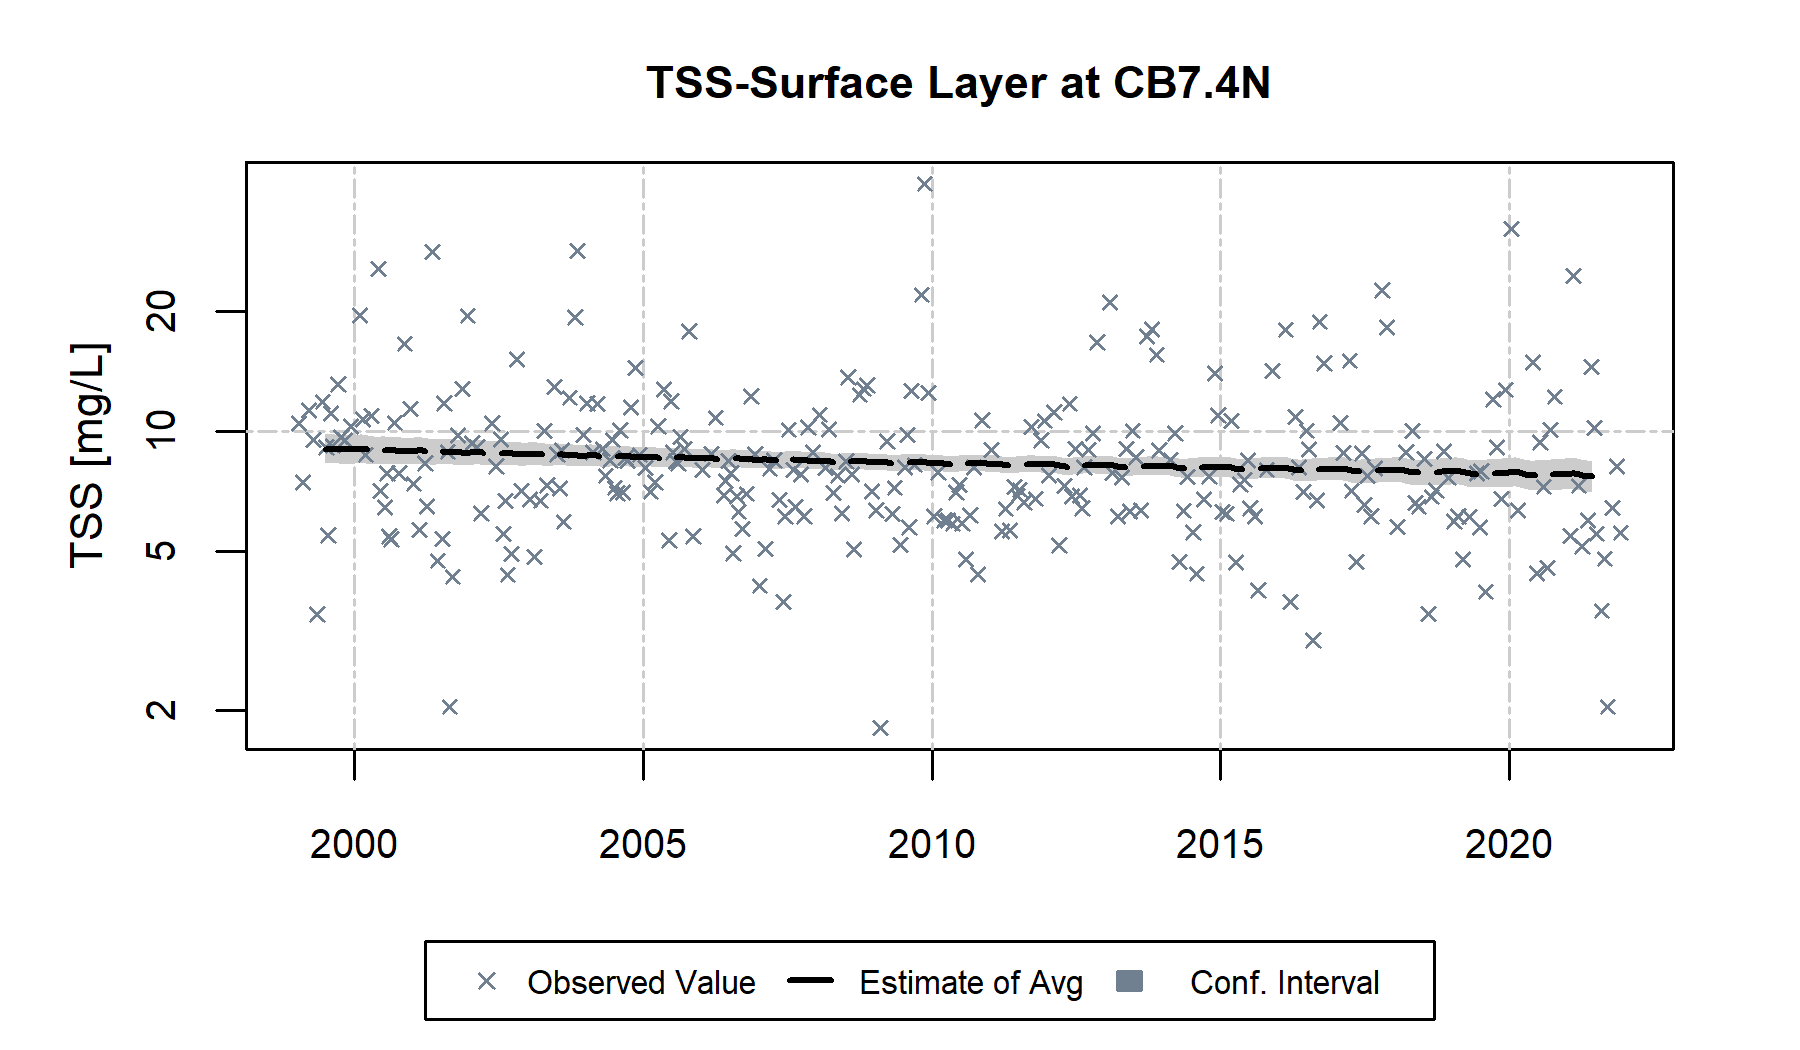 TSS-Surface Layer at CB7.4N
TSS [mg/L]
20
10
5
2
2000 2005 2010 2015 2020
Observed Value Estimate of Avg Conf. Interval